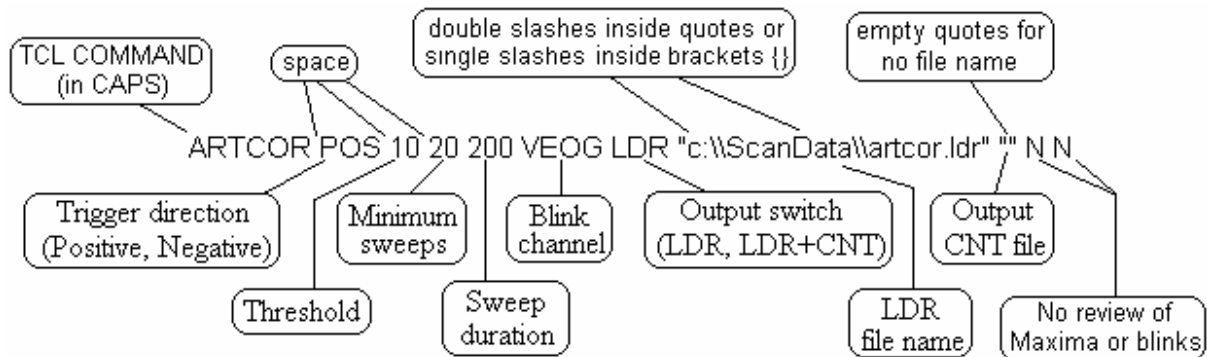 TCL COMMAND
(in CAPS)
space
double slashes inside quotes or
single slashes inside brackets {}
empty quotes for
no file name
ARTCOR POS 10 20 200 VEOG LDR "c:\\ScanData\\artcor.ldr" "" N N
Trigger direction
(Positive, Negative)
Minimum
sweeps
Blink
channel
Output switch
(LDR, LDR+CNT)
Output
CNT file
Threshold
Sweep
duration
LDR
file name
No review of
Maxima or blinks